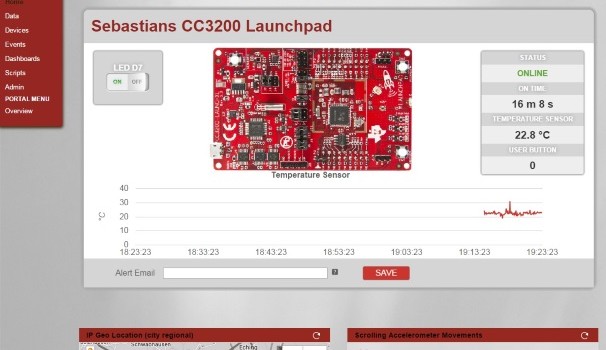 Home
Data
Devices
Events
Dashboards
Scripts
Admin
PORTAL MENU
Overview
Sebastians CC3200 Launchpad
LED D7
ON OFF
STATUS
ONLINE
ON TIME
16 m 8 s
TEMPERATURE SENSOR
22.8 °C
USER BUTTON
0
Temperature Sensor
°C
40
30
20
10
0
18:23:23 18:33:23 18:43:23 18:53:23 19:03:23 19:13:23 19:23:23
Alert Email ? SAVE
IP Geo Location (city regional)
Scrolling Accelerometer Movements
Eching